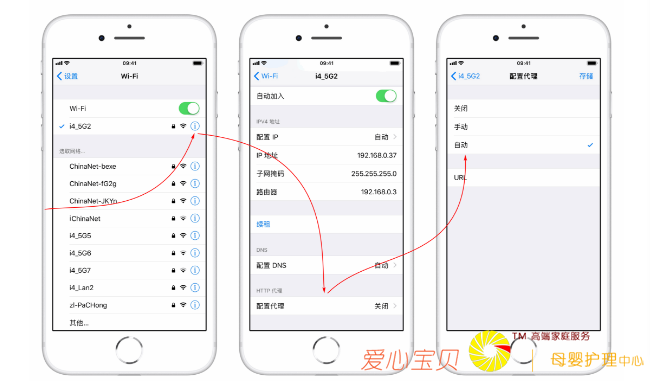 09:41
设置
Wi-Fi
Wi-Fi
i4_5G2
选取网络...
ChinaNet-bexe
ChinaNet-fG2g
ChinaNet-JKYn
iChinaNet
i4_5G5
i4_5G6
i4_5G7
i4_Lan2
zl-PaCHong
其他...
09:41
Wi-Fi
i4_5G2
自动加入
IPV4 地址
配置 IP 自动
IP 地址 192.168.0.37
子网掩码 255.255.255.0
路由器 192.168.0.3
续租
DNS
配置 DNS 自动
HTTP 代理
配置代理 关闭
09:41
i4_5G2
配置代理
存储
关闭
手动
自动
URL
爱心宝贝
TM 高端家庭服务
母婴护理中心